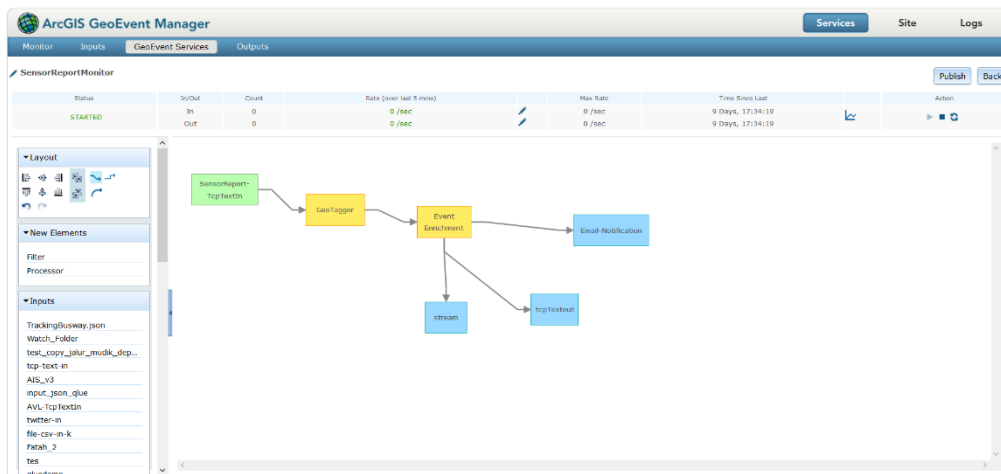 ArcGIS GeoEvent Manager
Services Site Logs
Monitor Inputs GeoEvent Services Outputs
SensorReportMonitor
Publish Back
Status In/Out Count Rate (over last 5 mins) Max Rate Time Since Last Action
STARTED
In 0 0 /sec 0 /sec 9 Days, 17:34:19
Out 0 0 /sec 0 /sec 9 Days, 17:34:19
Layout
New Elements
Filter
Processor
Inputs
TrackingBusway.json
Watch_Folder
test_copy_jalur_mudik_dep...
tcp-text-in
AIS_v3
input_json_qlue
AVL-TcpTextIn
twitter-in
file-csv-in-k
Fatah_2
tes
SensorReport-
TcpTextIn
GeoTagger
Event
Enrichment
Email-Notification
stream
tcpTextout